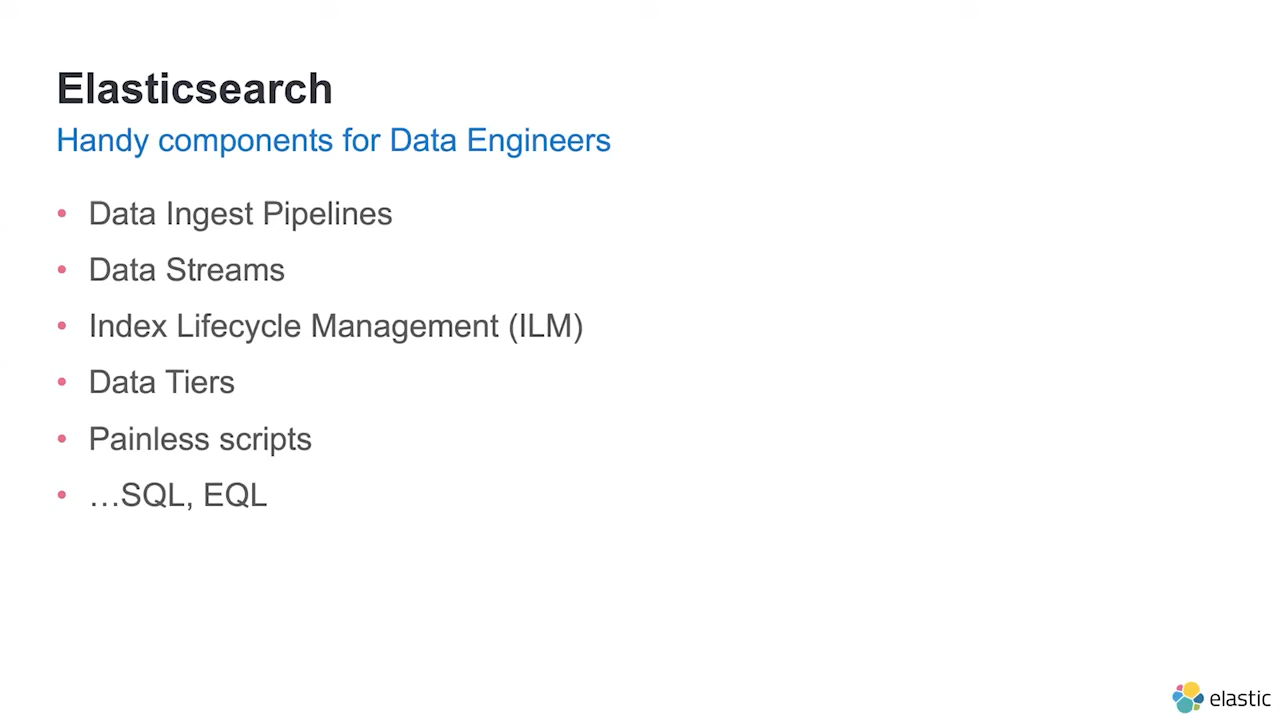 Elasticsearch
Handy components for Data Engineers
• Data Ingest Pipelines
• Data Streams
• Index Lifecycle Management (ILM)
• Data Tiers
• Painless scripts
• …SQL, EQL
elastic